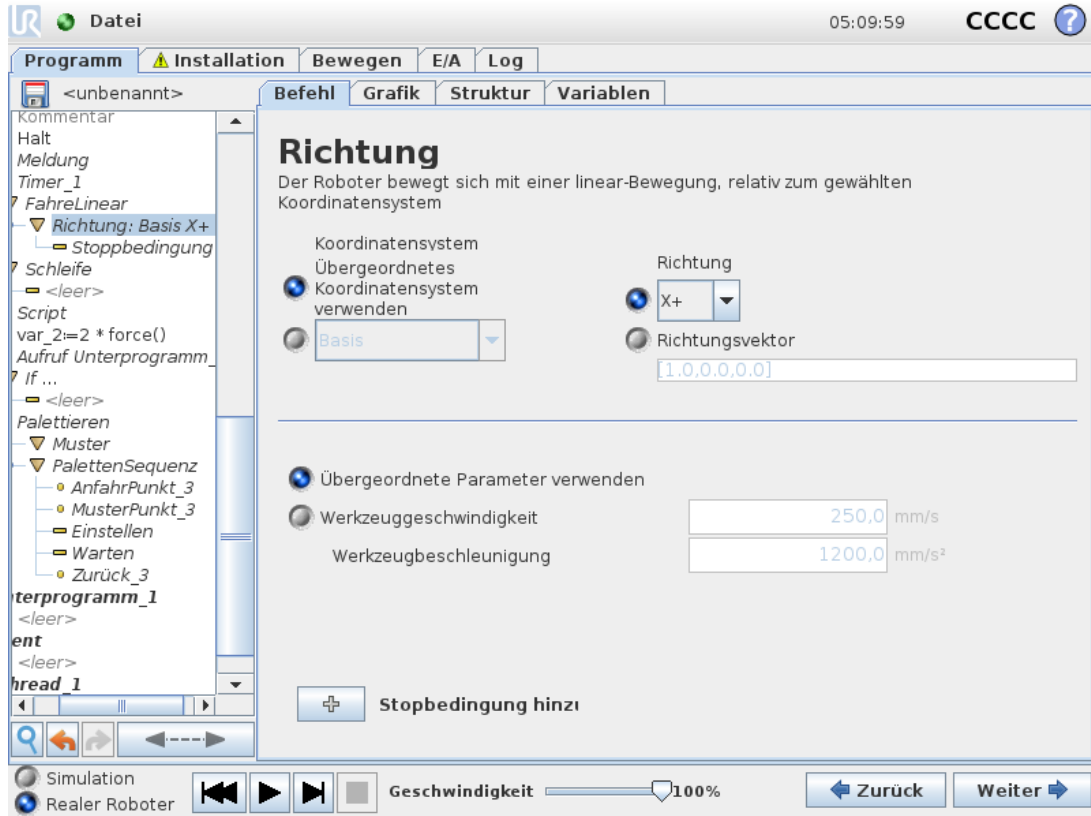 UR Datei 05:09:59 CCCC ?
Programm Installation Bewegen E/A Log
<unbenannt>
Befehl Grafik Struktur Variablen
Kommentar
Halt
Meldung
Timer_1
FahreLinear
Richtung: Basis X+
Stoppbedingung
Schleife
<leer>
Script
var_2:=2 * force()
Aufruf Unterprogramm_
If ...
<leer>
Palettieren
Muster
PalettenSequenz
AnfahrPunkt_3
MusterPunkt_3
Einstellen
Warten
Zurück_3
terprogramm_1
<leer>
ent
<leer>
hread_1
Richtung
Der Roboter bewegt sich mit einer linear-Bewegung, relativ zum gewählten
Koordinatensystem
Koordinatensystem
Übergeordnetes
Koordinatensystem
verwenden
Basis
Richtung
X+
Richtungsvektor
[1.0,0.0,0.0]
Übergeordnete Parameter verwenden
Werkzeuggeschwindigkeit 250,0 mm/s
Werkzeugbeschleunigung 1200,0 mm/s²
Stopbedingung hinzu
Simulation
Realer Roboter
Geschwindigkeit 100%
Zurück Weiter